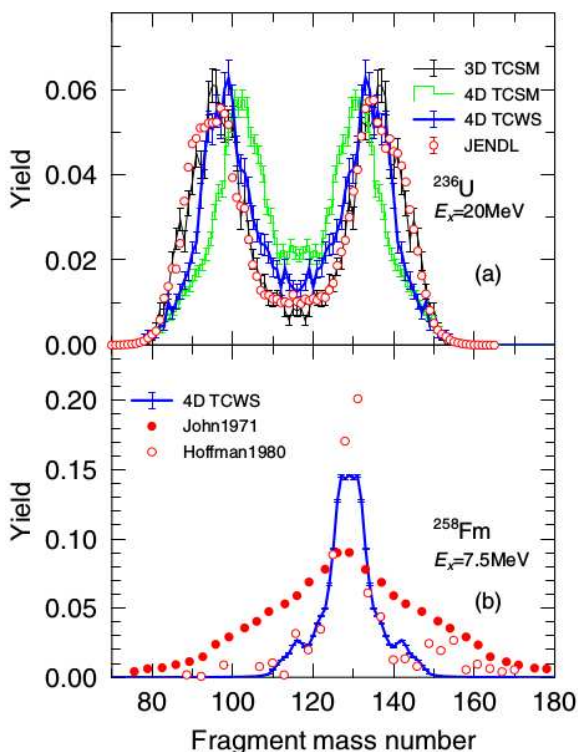 Yield
0.06
0.04
0.02
0.00
3D TCSM
4D TCSM
4D TCWS
JENDL
²³⁶U
Eₓ=20MeV
(a)
Yield
0.20
0.15
0.10
0.05
0.00
4D TCWS
John1971
Hoffman1980
²⁵⁸Fm
Eₓ=7.5MeV
(b)
80 100 120 140 160 180
Fragment mass number